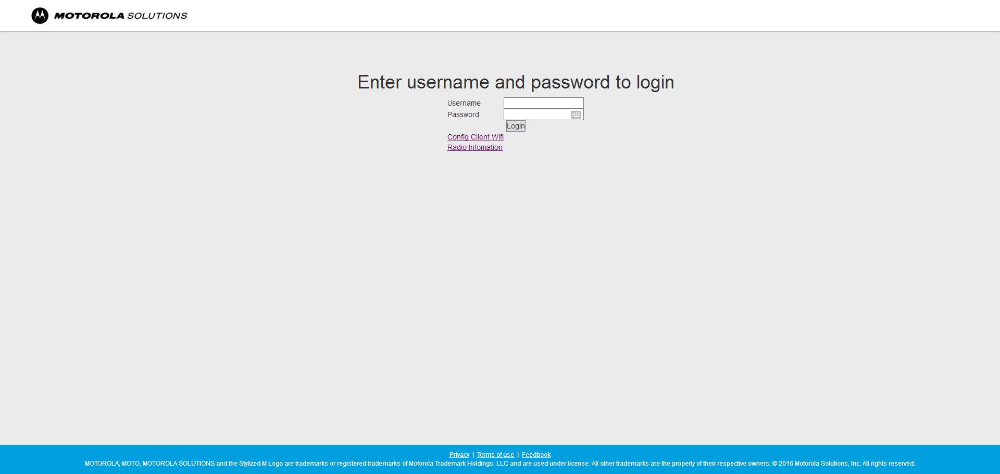 MOTOROLA SOLUTIONS
Enter username and password to login
Username
Password
Login
Config Client Wifi
Radio Infomation
Privacy | Terms of use | Feedbook
MOTOROLA, MOTO, MOTOROLA SOLUTIONS and the Stylized M Logo are trademarks or registered trademarks of Motorola Trademark Holdings, LLC and are used under license. All other trademarks are the property of their respective owners. © 2016 Motorola Solutions, Inc. All rights reserved.